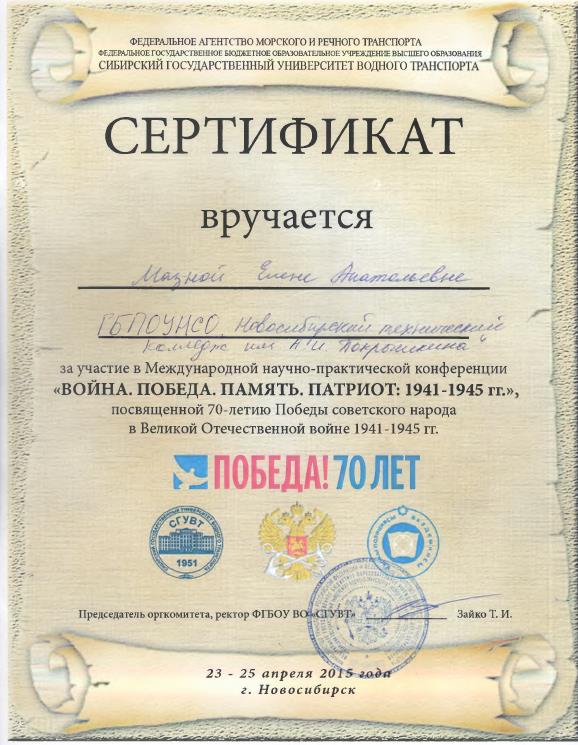 ФЕДЕРАЛЬНОЕ АГЕНТСТВО МОРСКОГО И РЕЧНОГО ТРАНСПОРТА
ФЕДЕРАЛЬНОЕ ГОСУДАРСТВЕННОЕ БЮДЖЕТНОЕ ОБРАЗОВАТЕЛЬНОЕ УЧРЕЖДЕНИЕ ВЫСШЕГО ОБРАЗОВАНИЯ
СИБИРСКИЙ ГОСУДАРСТВЕННЫЙ УНИВЕРСИТЕТ ВОДНОГО ТРАНСПОРТА
СЕРТИФИКАТ
вручается
Мазной Елене Анатольевне
ГБПОУ НСО „Новосибирский технический
колледж им А.И. Покрышкина"
за участие в Международной научно-практической конференции
«ВОЙНА. ПОБЕДА. ПАМЯТЬ. ПАТРИОТ: 1941-1945 гг.»,
посвященной 70-летию Победы советского народа
в Великой Отечественной войне 1941-1945 гг.
ПОБЕДА! 70 ЛЕТ
СГУВТ
1951
Председатель оргкомитета, ректор ФГБОУ ВО «СГУВТ» Зайко Т. И.
23 - 25 апреля 2015 года
г. Новосибирск